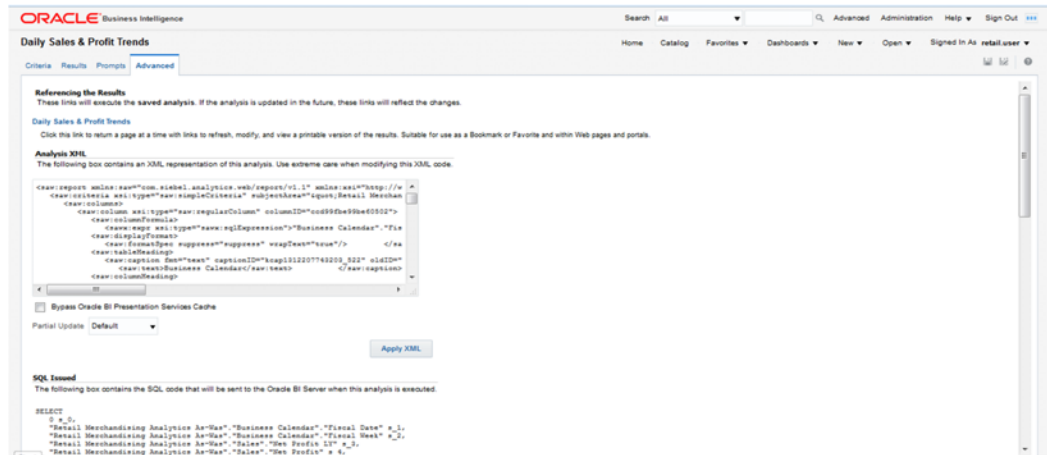 ORACLE Business Intelligence
Search All Advanced Administration Help Sign Out
Daily Sales & Profit Trends
Home Catalog Favorites Dashboards New Open Signed In As retail.user
Criteria Results Prompts Advanced
Referencing the Results
These links will execute the saved analysis. If the analysis is updated in the future, these links will reflect the changes.
Daily Sales & Profit Trends
Click this link to return a page at a time with links to refresh, modify, and view a printable version of the results. Suitable for use as a Bookmark or Favorite and within Web pages and portals.
Analysis XML
The following box contains an XML representation of this analysis. Use extreme care when modifying this XML code.
<saw:report xmlns:saw="com.siebel.analytics.web/report/v1.1" xmlns:xsi="http://w
<saw:criteria xsi:type="saw:simpleCriteria" subjectArea="&quot;Retail Merchan
<saw:columns>
<saw:column xsi:type="saw:regularColumn"
<saw:columnFormula>
<sawx:expr xsi:type="sawx:sqlExpression">"Business Calendar"."Fis
<saw:displayFormat>
<saw:formatSpec suppress="suppress" wrapText="true"/> </sa
<saw:tableHeading>
<saw:caption fmt="text"
<saw:text>Business Calendar</saw:text> </saw:caption>
<saw:columnHeading>
Bypass Oracle BI Presentation Services Cache
Partial Update Default
Apply XML
SQL Issued
The following box contains the SQL code that will be sent to the Oracle BI Server when this analysis is executed.
SELECT
0 s_0,
"Retail Merchandising Analytics As-Was"."Business Calendar"."Fiscal Date" s_1,
"Retail Merchandising Analytics As-Was"."Business Calendar"."Fiscal Week" s_2,
"Retail Merchandising Analytics As-Was"."Sales"."Net Profit LY" s_3,
"Retail Merchandising Analytics As-Was"."Sales"."Net Profit" s_4,